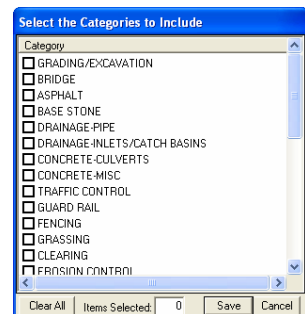 Select the Categories to Include
Category
GRADING/EXCAVATION
BRIDGE
ASPHALT
BASE STONE
DRAINAGE-PIPE
DRAINAGE-INLETS/CATCH BASINS
CONCRETE-CULVERTS
CONCRETE-MISC
TRAFFIC CONTROL
GUARD RAIL
FENCING
GRASSING
CLEARING
EROSION CONTROL
Clear All Items Selected: 0 Save Cancel